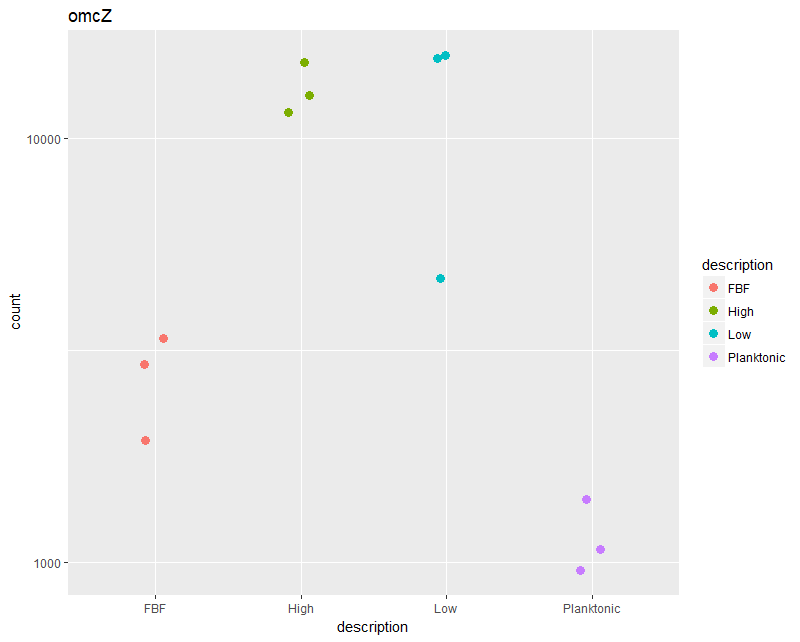 omcZ
10000
1000
count
FBF
High
Low
Planktonic
description
description
FBF
High
Low
Planktonic